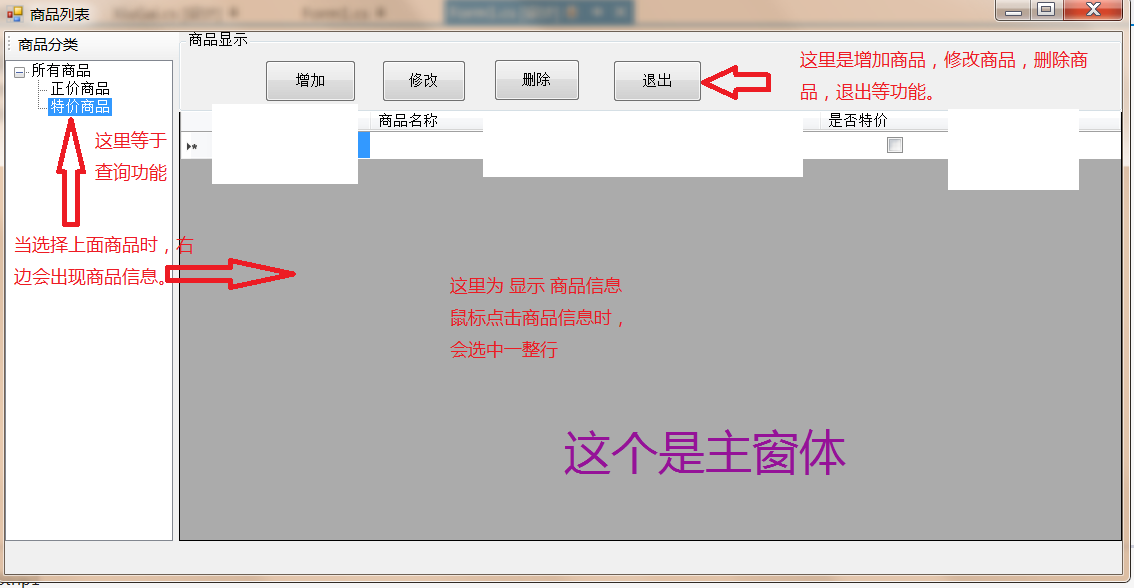 商品列表
商品分类
商品显示
所有商品
正价商品
特价商品
增加
修改
删除
退出
这里是增加商品，修改商品，删除商
品，退出等功能。
商品名称
是否特价
这里等于
查询功能
当选择上面商品时，右
边会出现商品信息。
这里为 显示 商品信息
鼠标点击商品信息时，
会选中一整行
这个是主窗体